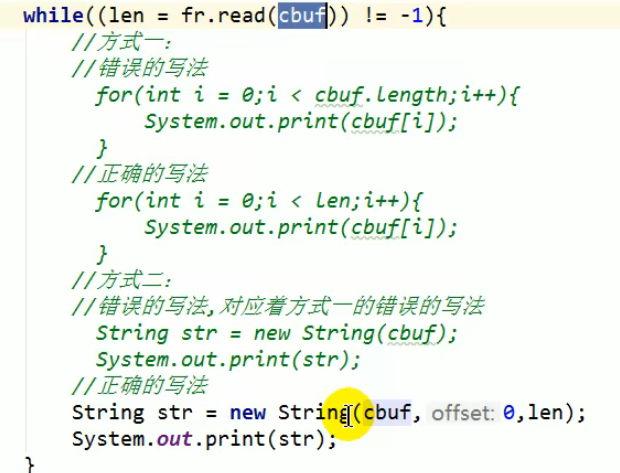 while((len = fr.read(cbuf)) != -1){
//方式一：
//错误的写法
for(int i = 0;i < cbuf.length;i++){
System.out.print(cbuf[i]);
}
//正确的写法
for(int i = 0;i < len;i++){
System.out.print(cbuf[i]);
}
//方式二：
//错误的写法,对应着方式一的错误的写法
String str = new String(cbuf);
System.out.print(str);
//正确的写法
String str = new String(cbuf, offset: 0,len);
System.out.print(str);
}